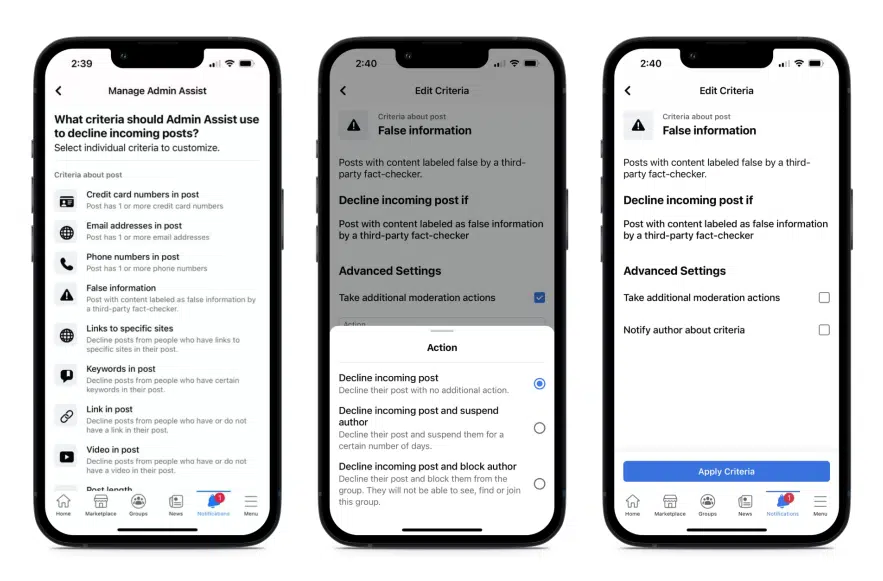 2:39
Manage Admin Assist
What criteria should Admin Assist use
to decline incoming posts?
Select individual criteria to customize.
Criteria about post
Credit card numbers in post
Post has 1 or more credit card numbers
Email addresses in post
Post has 1 or more email addresses
Phone numbers in post
Post has 1 or more phone numbers
False information
Post with content labeled as false information by
a third-party fact-checker.
Links to specific sites
Decline posts from people who have links to
specific sites in their post.
Keywords in post
Decline posts from people who have certain
keywords in their post.
Link in post
Decline posts from people who have or do not
have a link in their post.
Video in post
Decline posts from people who have or do not
have a video in their post.
Post length
Home
Marketplace
Groups
News
1
Notifications
Menu
2:40
Edit Criteria
Criteria about post
False information
Posts with content labeled false by a third-
party fact-checker.
Decline incoming post if
Post with content labeled as false information
by a third-party fact-checker
Advanced Settings
Take additional moderation actions
Action
Action
Decline incoming post
Decline their post with no additional action.
Decline incoming post and suspend
author
Decline their post and suspend them for a
certain number of days.
Decline incoming post and block author
Decline their post and block them from the
group. They will not be able to see, find or join
this group.
2:40
Edit Criteria
Criteria about post
False information
Posts with content labeled false by a third-
party fact-checker.
Decline incoming post if
Post with content labeled as false information
by a third-party fact-checker
Advanced Settings
Take additional moderation actions
Notify author about criteria
Apply Criteria
Home
Marketplace
Groups
News
1
Notifications
Menu